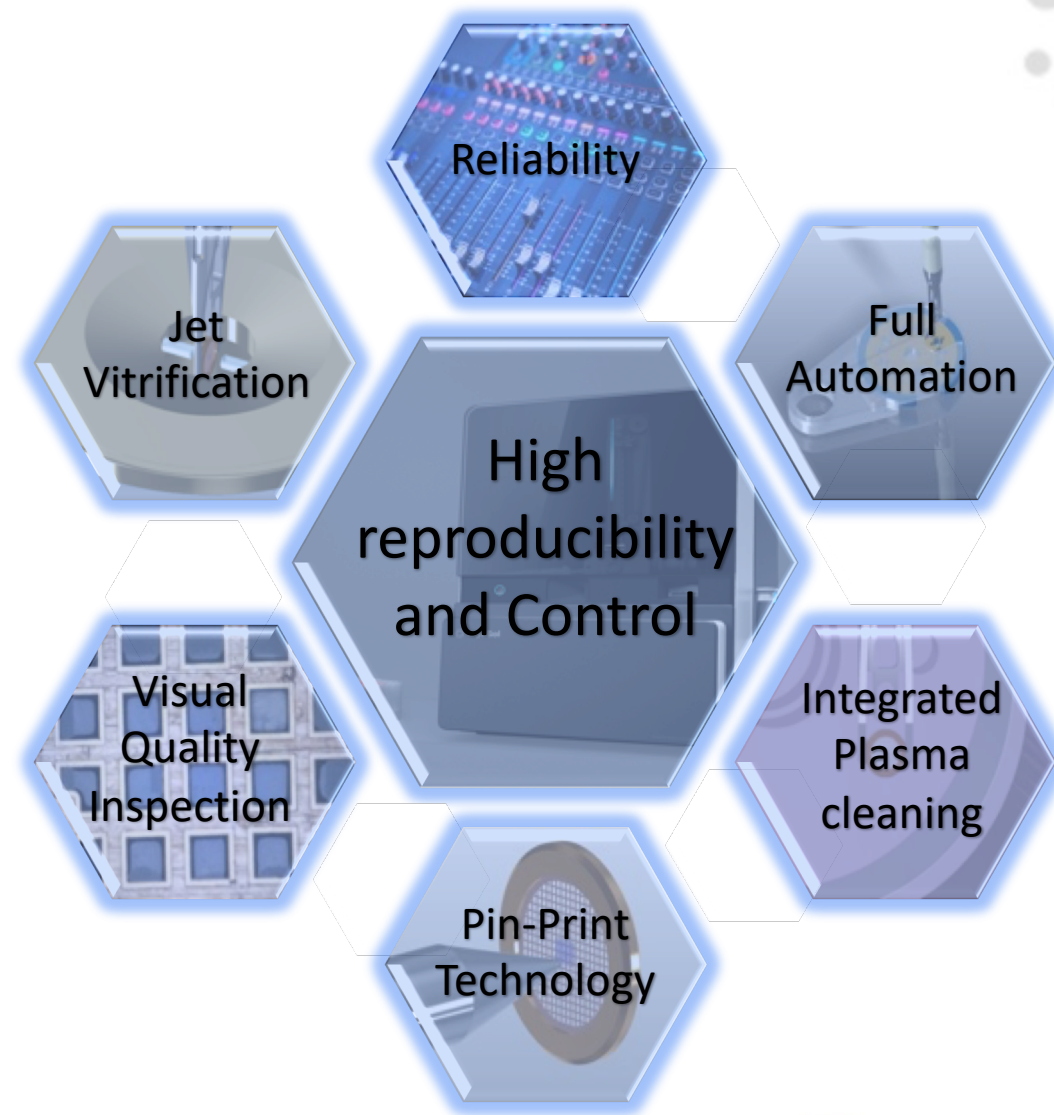 Reliability
Full
Automation
Jet
Vitrification
High
reproducibility
and Control
Visual
Quality
Inspection
Integrated
Plasma
cleaning
Pin-Print
Technology